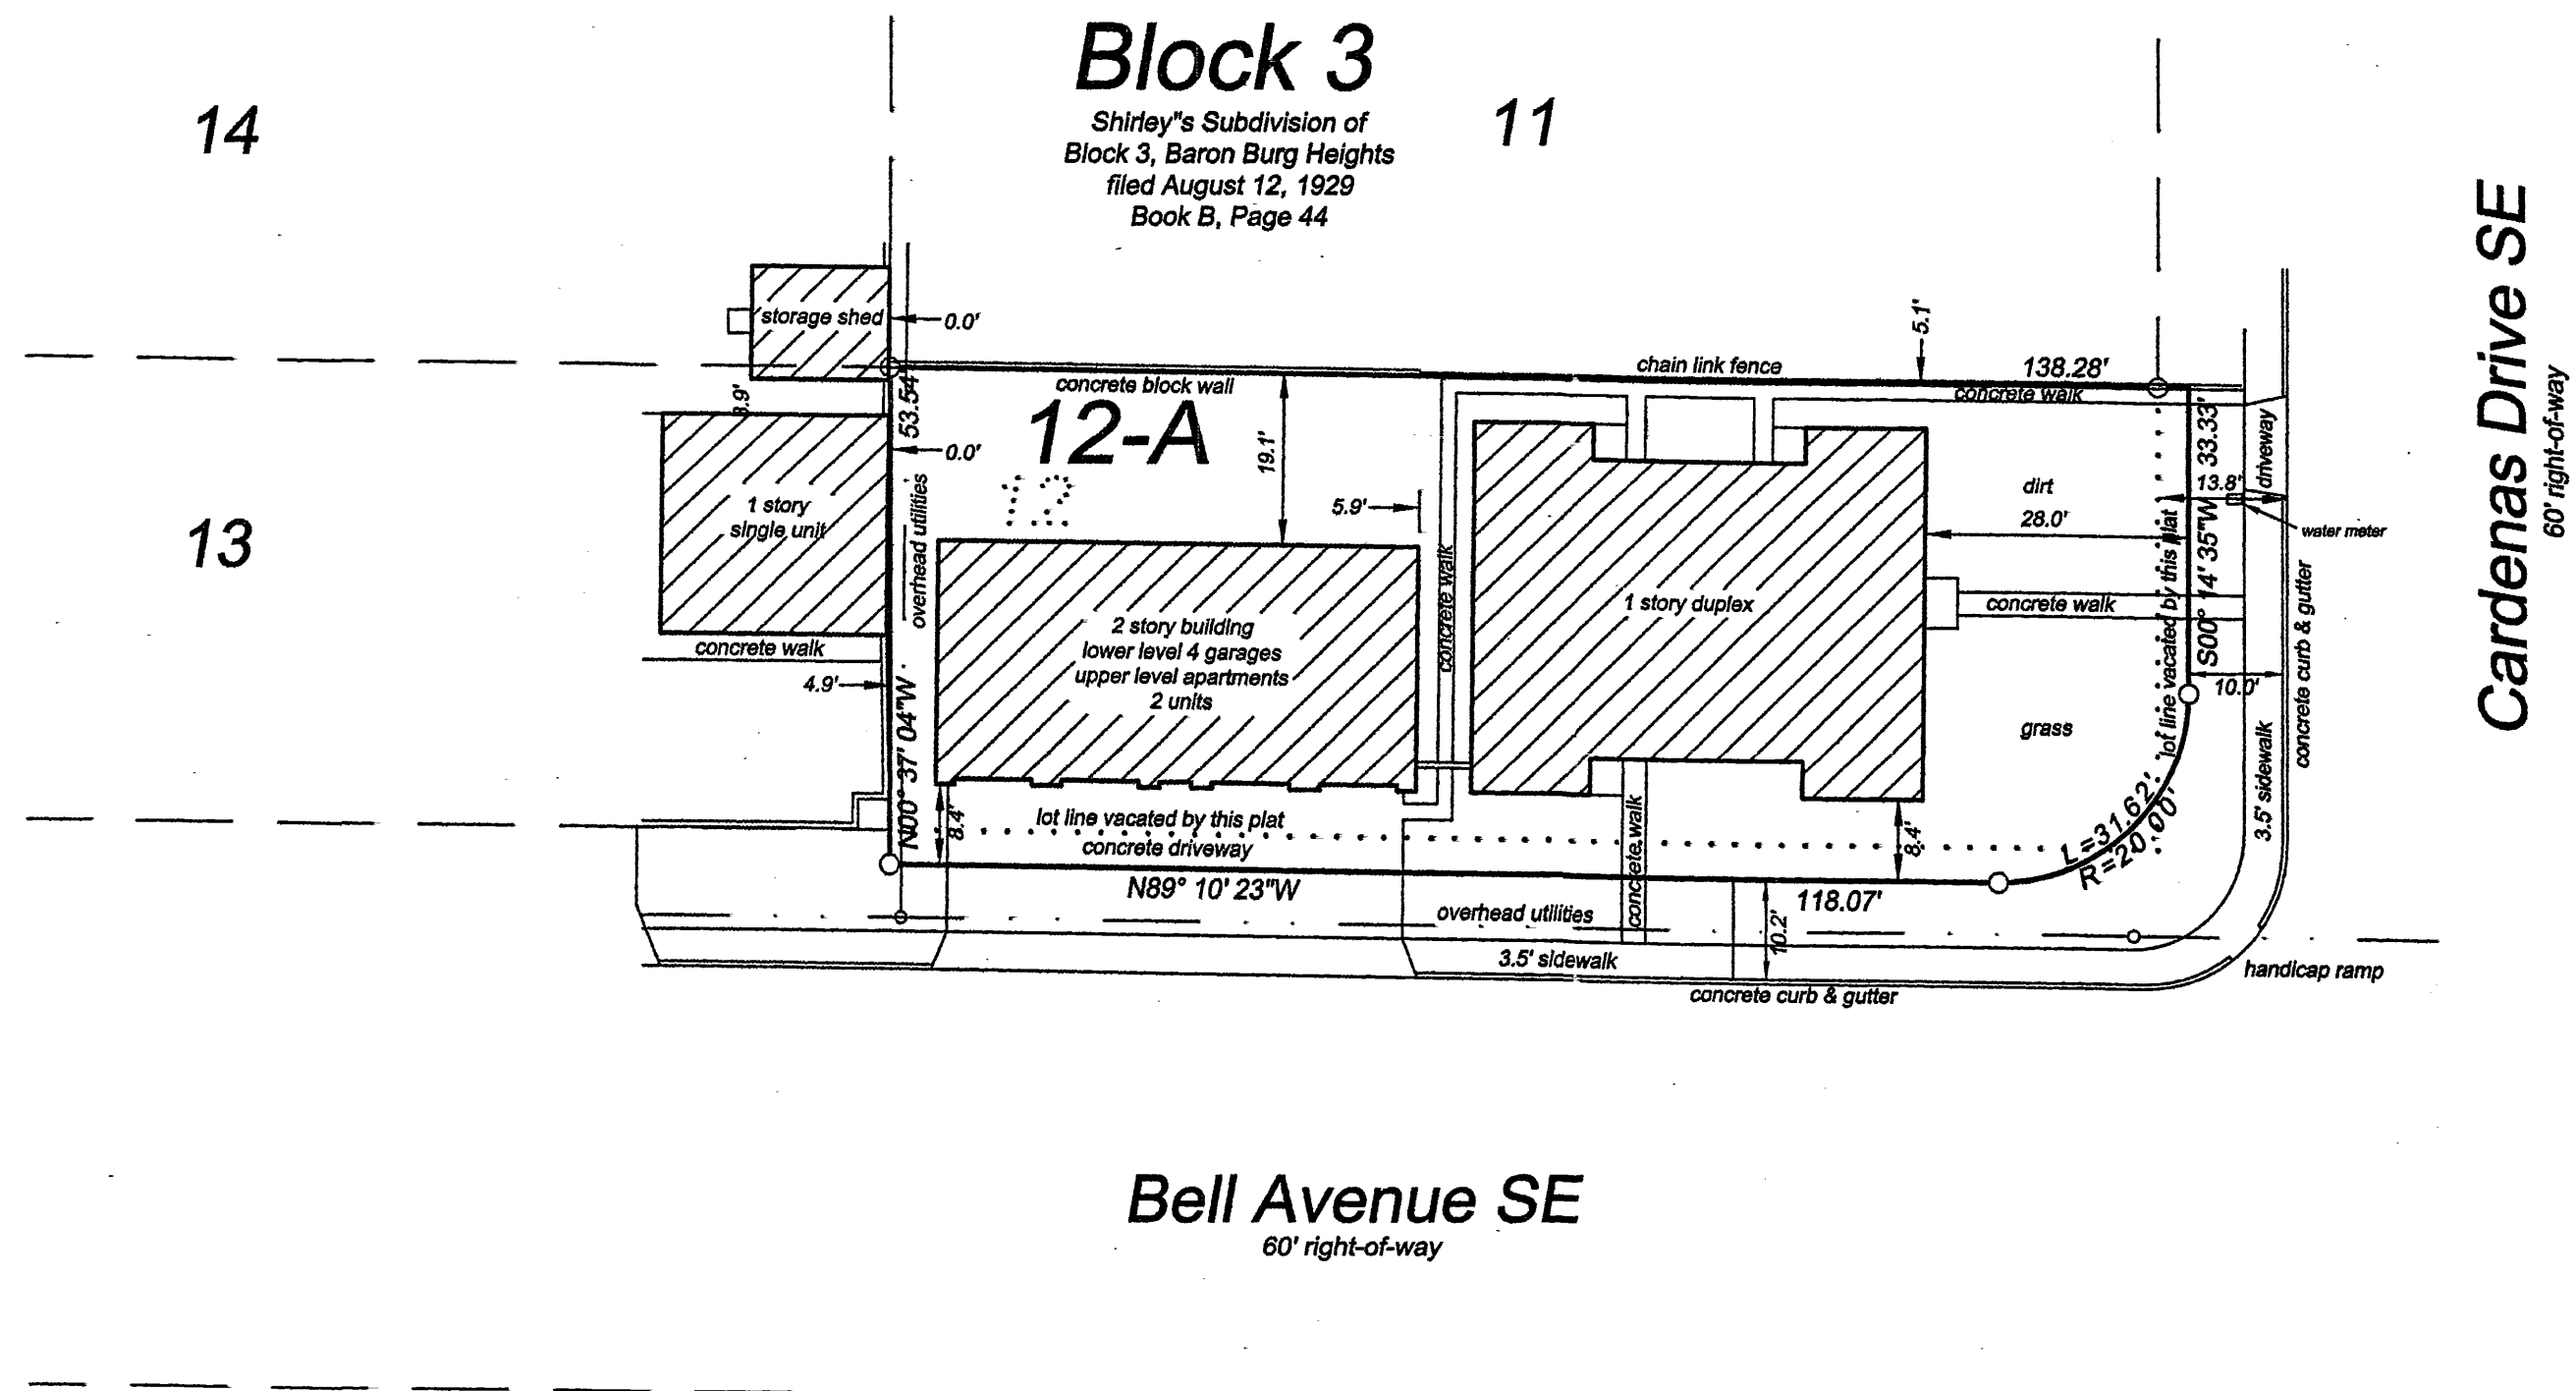 Block 3
Shirley"s Subdivision of
Block 3, Baron Burg Heights
filed August 12, 1929
Book B, Page 44
14
11
13
12-A
12
storage shed
0.0'
3.9'
53.54'
0.0'
concrete block wall
chain link fence
138.28'
5.1'
concrete walk
19.1'
5.9'
1 story
single unit
overhead utilities
concrete walk
4.9'
N00° 37' 04"W
2 story building
lower level 4 garages
upper level apartments
2 units
concrete walk
1 story duplex
dirt
28.0'
concrete walk
grass
lot line vacated by this plat
S00° 14' 35"W 33.33'
13.8'
driveway
water meter
10.0'
concrete curb & gutter
3.5' sidewalk
Cardenas Drive SE
60' right-of-way
8.4'
lot line vacated by this plat
concrete driveway
concrete walk
8.4'
L=31.62'
R=20.00'
N89° 10' 23"W
118.07'
overhead utilities
10.2'
3.5' sidewalk
concrete curb & gutter
handicap ramp
Bell Avenue SE
60' right-of-way